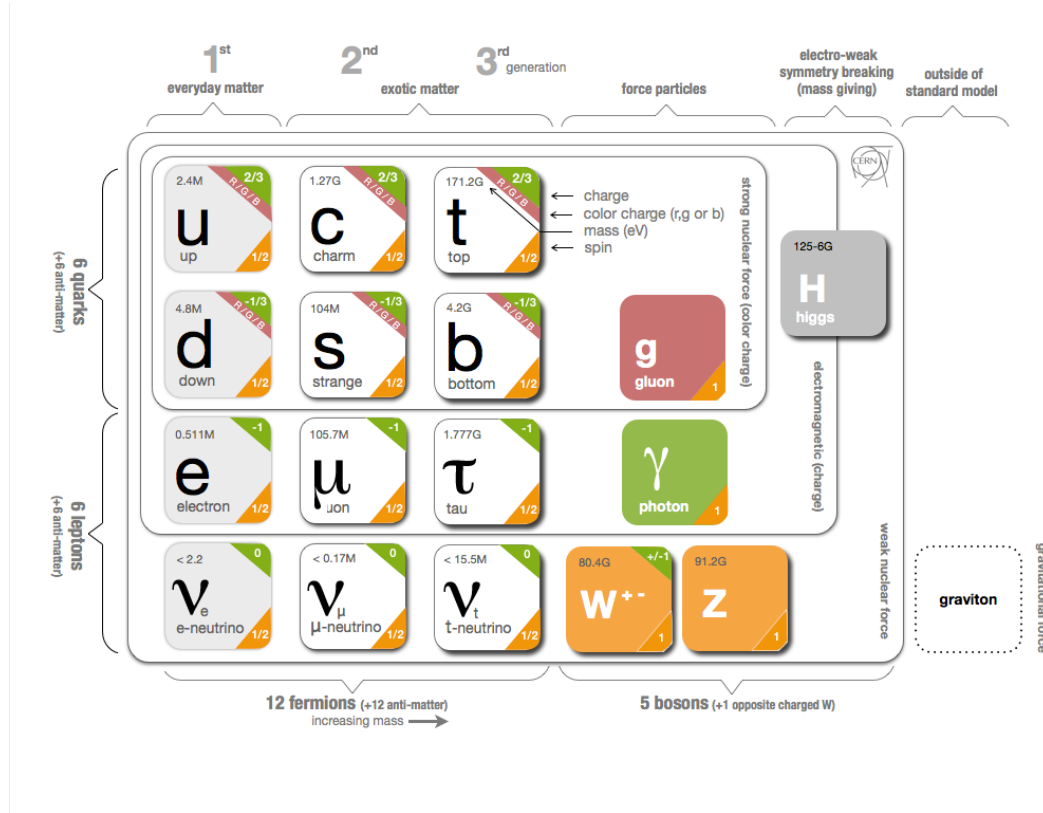 1st
everyday matter
2nd
3rd generation
exotic matter
force particles
electro-weak
symmetry breaking
(mass giving)
outside of
standard model
CERN
6 quarks
(+6 anti-matter)
2.4M
2/3
R/G/B
u
up
1/2
1.27G
2/3
R/G/B
c
charm
1/2
171.2G
2/3
R/G/B
t
top
1/2
charge
color charge (r,g or b)
mass (eV)
spin
strong nuclear force (color charge)
125-6G
H
higgs
4.8M
-1/3
R/G/B
d
down
1/2
104M
-1/3
R/G/B
s
strange
1/2
4.2G
-1/3
R/G/B
b
bottom
1/2
g
gluon
1
electromagnetic (charge)
6 leptons
(+6 anti-matter)
0.511M
-1
e
electron
1/2
105.7M
-1
μ
uon
1/2
1.777G
-1
τ
tau
1/2
γ
photon
1
weak nuclear force
< 2.2
0
νe
e-neutrino
1/2
< 0.17M
0
νμ
μ-neutrino
1/2
< 15.5M
0
νt
t-neutrino
1/2
80.4G
+/-1
W+-
1
91.2G
Z
1
graviton
gravitational force
12 fermions (+12 anti-matter)
increasing mass
5 bosons (+1 opposite charged W)